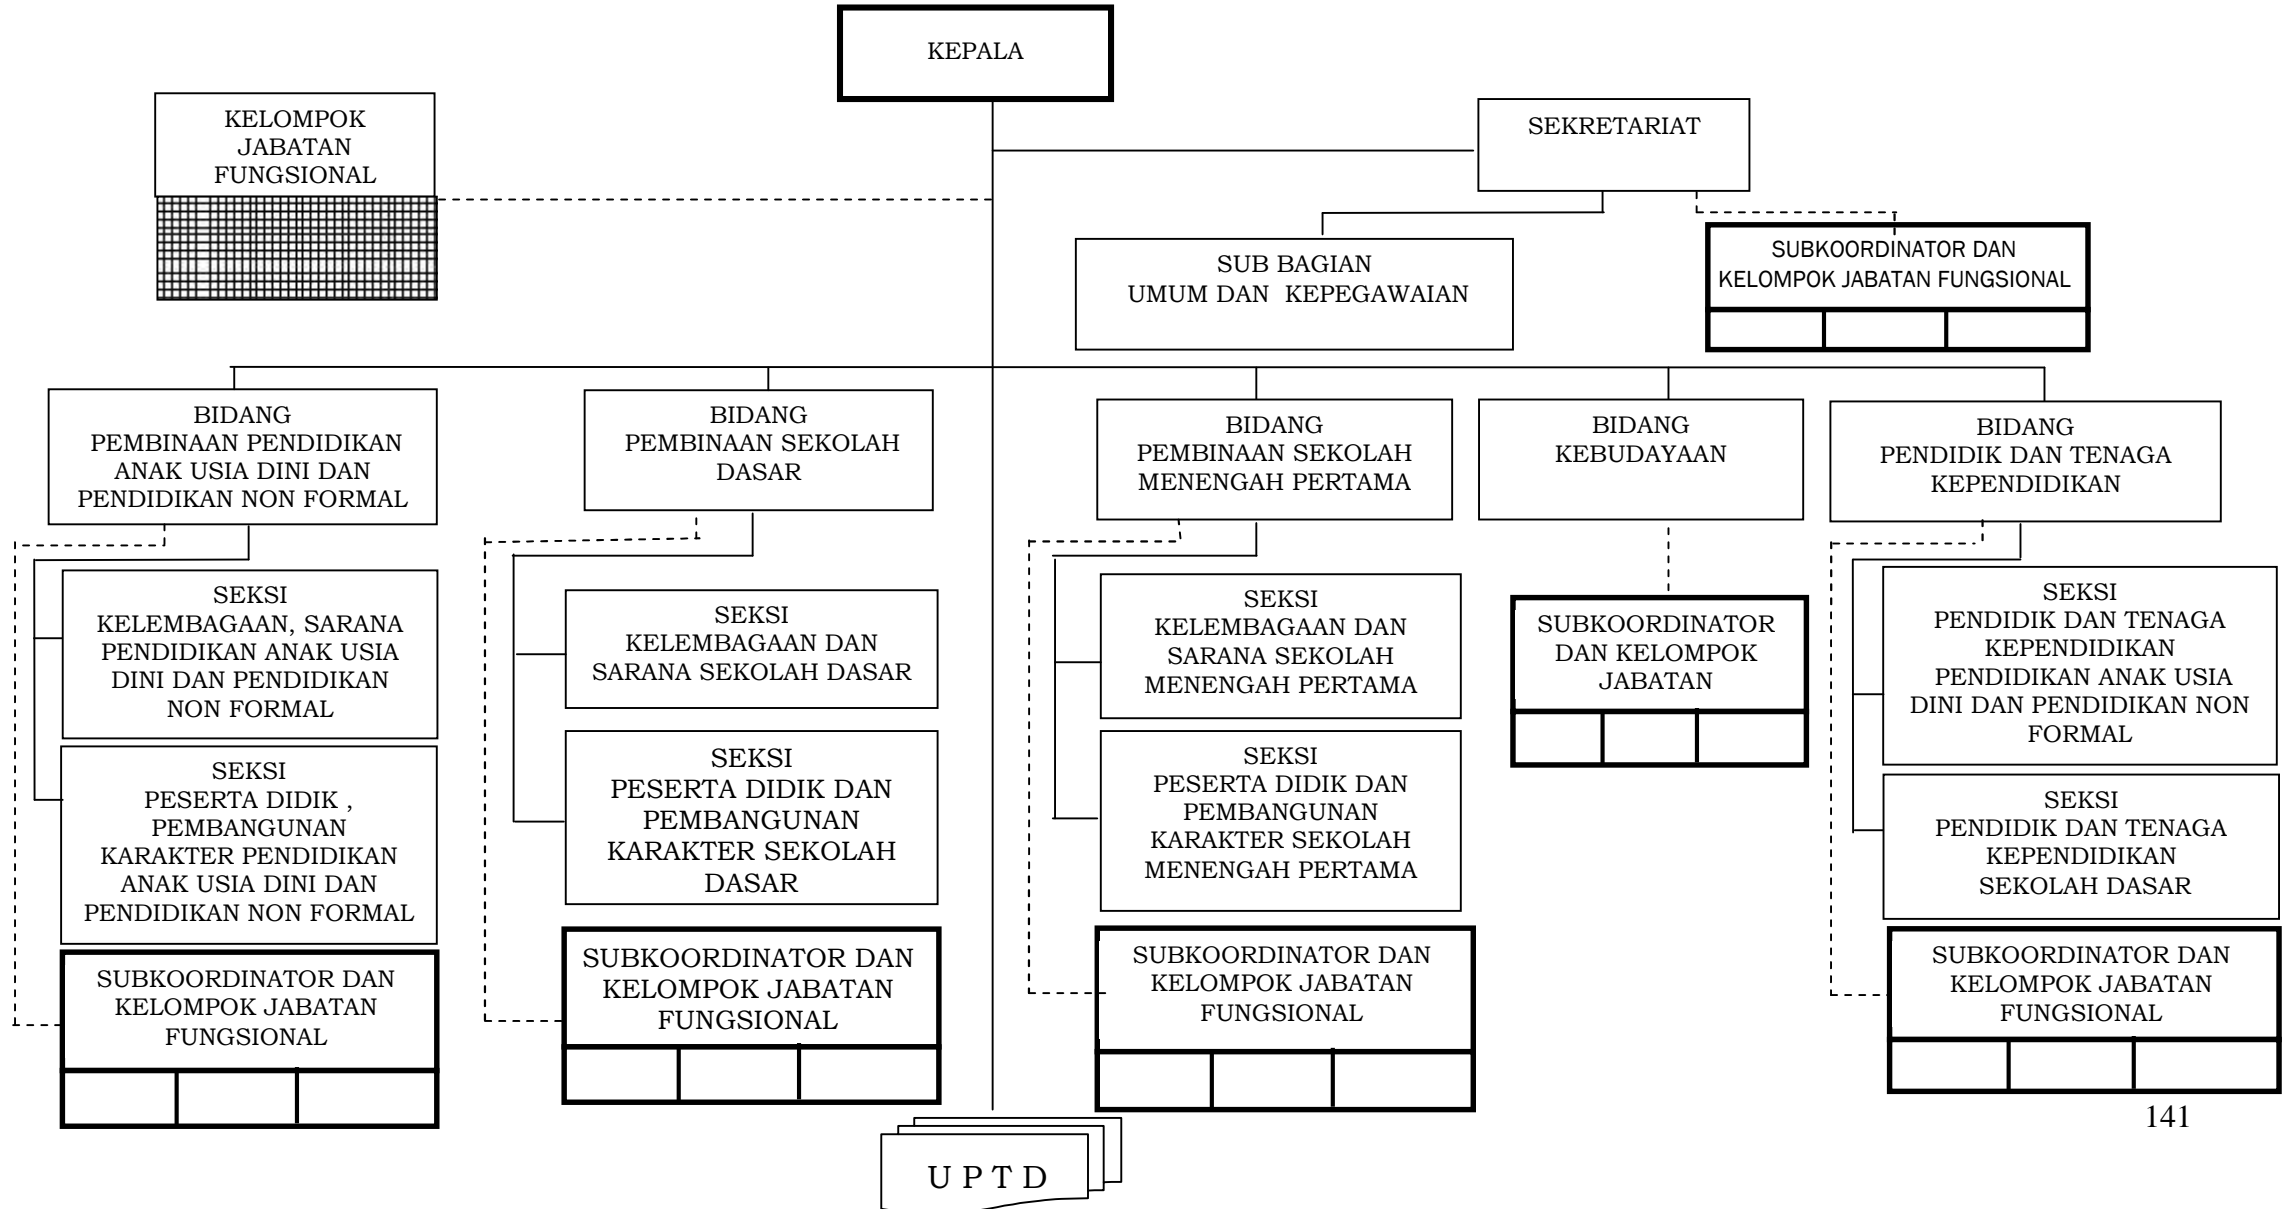 KEPALA
KELOMPOK
JABATAN
FUNGSIONAL
SEKRETARIAT
SUB BAGIAN
UMUM DAN KEPEGAWAIAN
SUBKOORDINATOR DAN
KELOMPOK JABATAN FUNGSIONAL
BIDANG
PEMBINAAN PENDIDIKAN
ANAK USIA DINI DAN
PENDIDIKAN NON FORMAL
BIDANG
PEMBINAAN SEKOLAH
DASAR
BIDANG
PEMBINAAN SEKOLAH
MENENGAH PERTAMA
BIDANG
KEBUDAYAAN
BIDANG
PENDIDIK DAN TENAGA
KEPENDIDIKAN
SEKSI
KELEMBAGAAN, SARANA
PENDIDIKAN ANAK USIA
DINI DAN PENDIDIKAN
NON FORMAL
SEKSI
PESERTA DIDIK ,
PEMBANGUNAN
KARAKTER PENDIDIKAN
ANAK USIA DINI DAN
PENDIDIKAN NON FORMAL
SUBKOORDINATOR DAN
KELOMPOK JABATAN
FUNGSIONAL
SEKSI
KELEMBAGAAN DAN
SARANA SEKOLAH DASAR
SEKSI
PESERTA DIDIK DAN
PEMBANGUNAN
KARAKTER SEKOLAH
DASAR
SUBKOORDINATOR DAN
KELOMPOK JABATAN
FUNGSIONAL
SEKSI
KELEMBAGAAN DAN
SARANA SEKOLAH
MENENGAH PERTAMA
SEKSI
PESERTA DIDIK DAN
PEMBANGUNAN
KARAKTER SEKOLAH
MENENGAH PERTAMA
SUBKOORDINATOR DAN
KELOMPOK JABATAN
FUNGSIONAL
SUBKOORDINATOR
DAN KELOMPOK
JABATAN
SEKSI
PENDIDIK DAN TENAGA
KEPENDIDIKAN
PENDIDIKAN ANAK USIA
DINI DAN PENDIDIKAN NON
FORMAL
SEKSI
PENDIDIK DAN TENAGA
KEPENDIDIKAN
SEKOLAH DASAR
SUBKOORDINATOR DAN
KELOMPOK JABATAN
FUNGSIONAL
141
U P T D